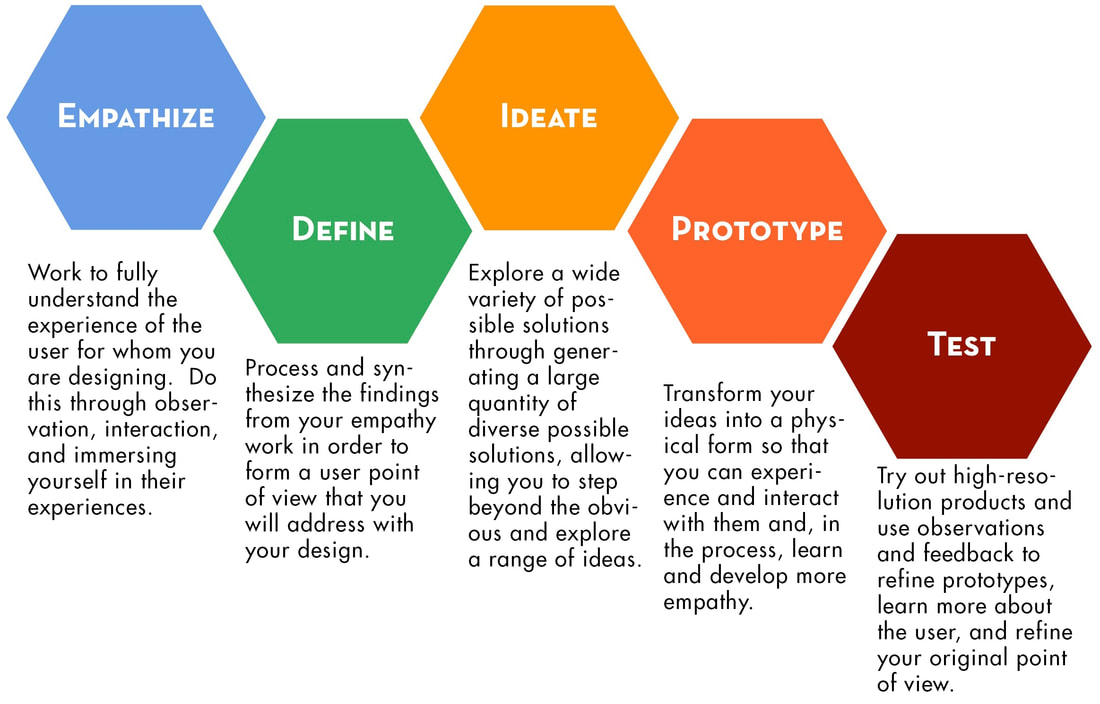 EMPATHIZE
Work to fully
understand the
experience of the
user for whom you
are designing.  Do
this through obser-
vation, interaction,
and immersing
yourself in their
experiences.
DEFINE
Process and syn-
thesize the findings
from your empathy
work in order to
form a user point
of view that you
will address with
your design.
IDEATE
Explore a wide
variety of pos-
sible solutions
through gener-
ating a large
quantity of
diverse possible
solutions, allow-
ing you to step
beyond the obvi-
ous and explore
a range of ideas.
PROTOTYPE
Transform your
ideas into a phys-
ical form so that
you can experi-
ence and interact
with them and, in
the process, learn
and develop more
empathy.
TEST
Try out high-reso-
lution products and
use observations
and feedback to
refine prototypes,
learn more about
the user, and refine
your original point
of view.